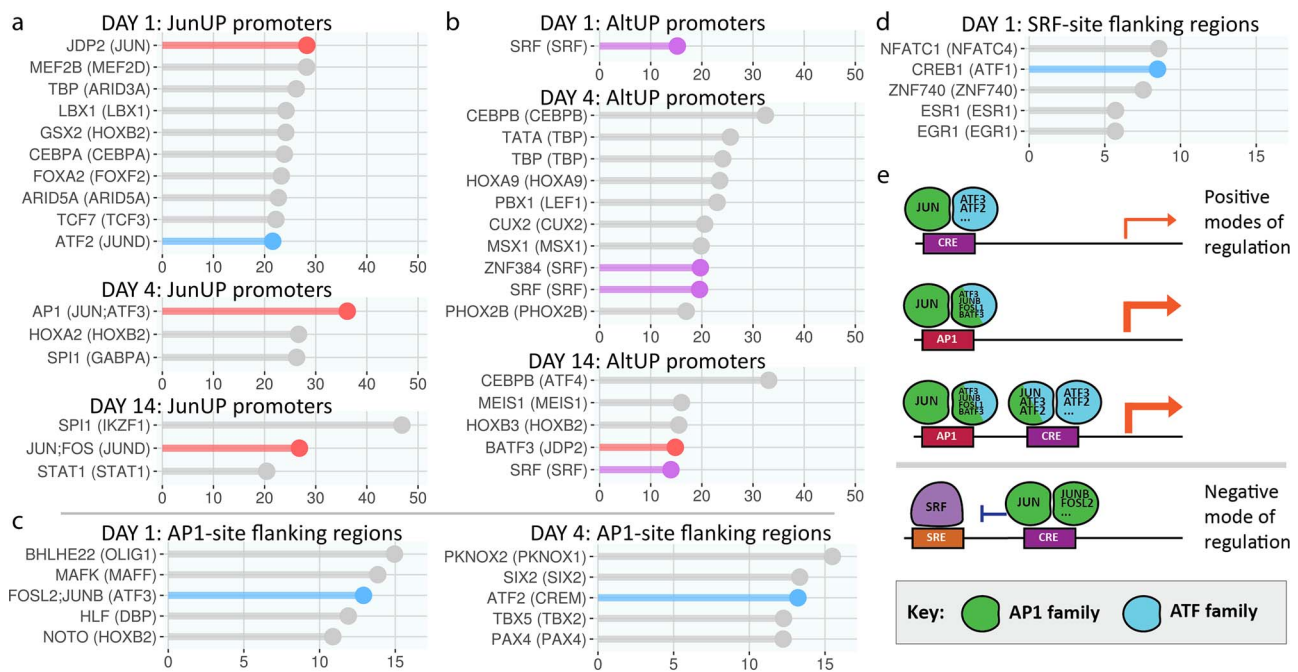 a
DAY 1: JunUP promoters
JDP2 (JUN)
MEF2B (MEF2D)
TBP (ARID3A)
LBX1 (LBX1)
GSX2 (HOXB2)
CEBPA (CEBPA)
FOXA2 (FOXF2)
ARID5A (ARID5A)
TCF7 (TCF3)
ATF2 (JUND)
0 10 20 30 40 50
DAY 4: JunUP promoters
AP1 (JUN;ATF3)
HOXA2 (HOXB2)
SPI1 (GABPA)
0 10 20 30 40 50
DAY 14: JunUP promoters
SPI1 (IKZF1)
JUN;FOS (JUND)
STAT1 (STAT1)
0 10 20 30 40 50
b
DAY 1: AltUP promoters
SRF (SRF)
0 10 20 30 40 50
DAY 4: AltUP promoters
CEBPB (CEBPB)
TATA (TBP)
TBP (TBP)
HOXA9 (HOXA9)
PBX1 (LEF1)
CUX2 (CUX2)
MSX1 (MSX1)
ZNF384 (SRF)
SRF (SRF)
PHOX2B (PHOX2B)
0 10 20 30 40 50
DAY 14: AltUP promoters
CEBPB (ATF4)
MEIS1 (MEIS1)
HOXB3 (HOXB2)
BATF3 (JDP2)
SRF (SRF)
0 10 20 30 40 50
c
DAY 1: AP1-site flanking regions
BHLHE22 (OLIG1)
MAFK (MAFF)
FOSL2;JUNB (ATF3)
HLF (DBP)
NOTO (HOXB2)
0 5 10 15
DAY 4: AP1-site flanking regions
PKNOX2 (PKNOX1)
SIX2 (SIX2)
ATF2 (CREM)
TBX5 (TBX2)
PAX4 (PAX4)
0 5 10 15
d
DAY 1: SRF-site flanking regions
NFATC1 (NFATC4)
CREB1 (ATF1)
ZNF740 (ZNF740)
ESR1 (ESR1)
EGR1 (EGR1)
0 5 10 15
e
JUN
ATF3
ATF2
...
CRE
Positive
modes of
regulation
JUN
ATF3
JUNB
FOSL1
BATF3
AP1
JUN
ATF3
JUNB
FOSL1
BATF3
JUN
ATF3
ATF2
ATF3
ATF2
...
AP1
CRE
SRF
JUN
JUNB
FOSL2
...
SRE
CRE
Negative
mode of
regulation
Key:
AP1 family
ATF family